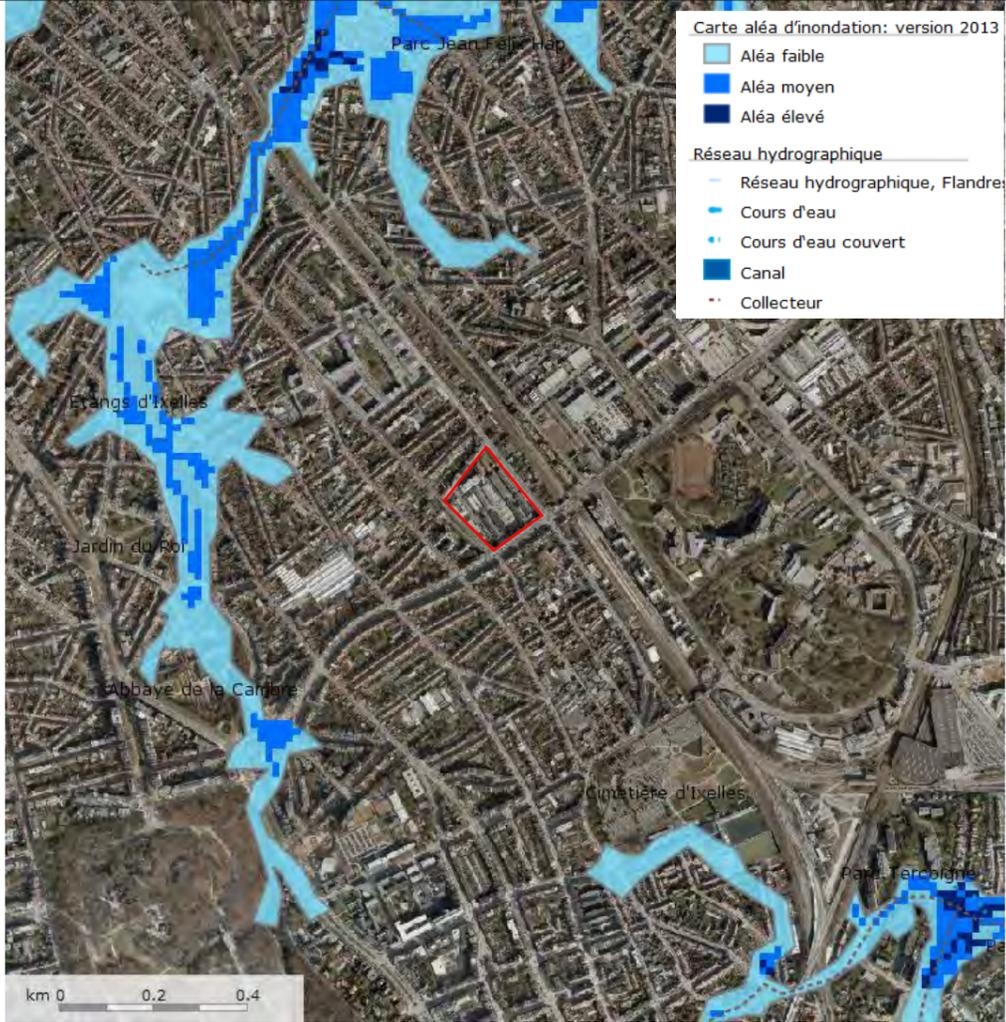 Parc Jean Félix Hap
Carte aléa d'inondation: version 2013
Aléa faible
Aléa moyen
Aléa élevé
Réseau hydrographique
Réseau hydrographique, Flandre
Cours d'eau
Cours d'eau couvert
Canal
Collecteur
Etangs d'Ixelles
Jardin du Roi
Abbaye de la Cambre
Cimetière d'Ixelles
Parc Tercoigne
km 0 0.2 0.4